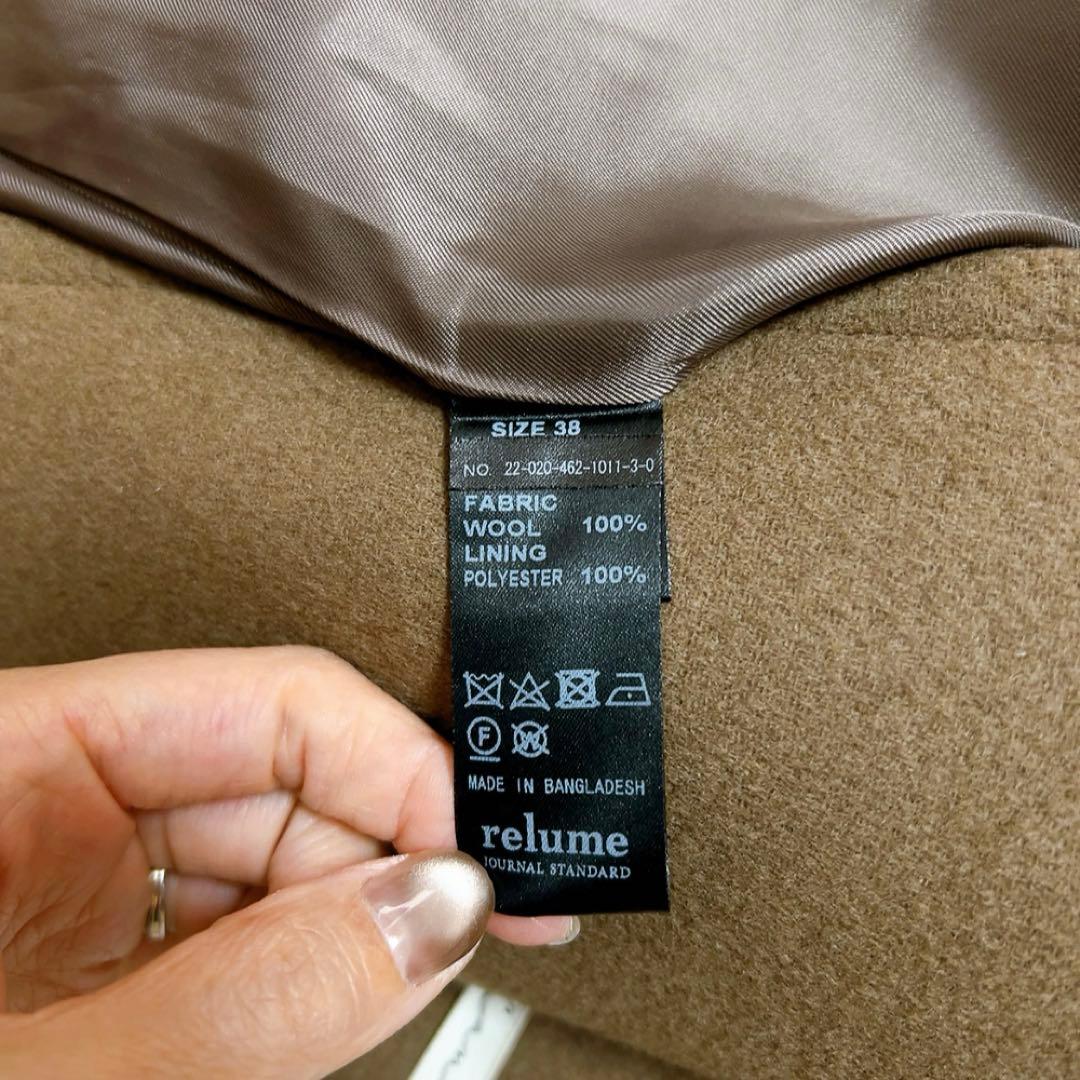 SIZE 38
NO. 22-020-462-1011-3-0
FABRIC
WOOL 100%
LINING
POLYESTER 100%
F W
MADE IN BANGLADESH
relume
JOURNAL STANDARD